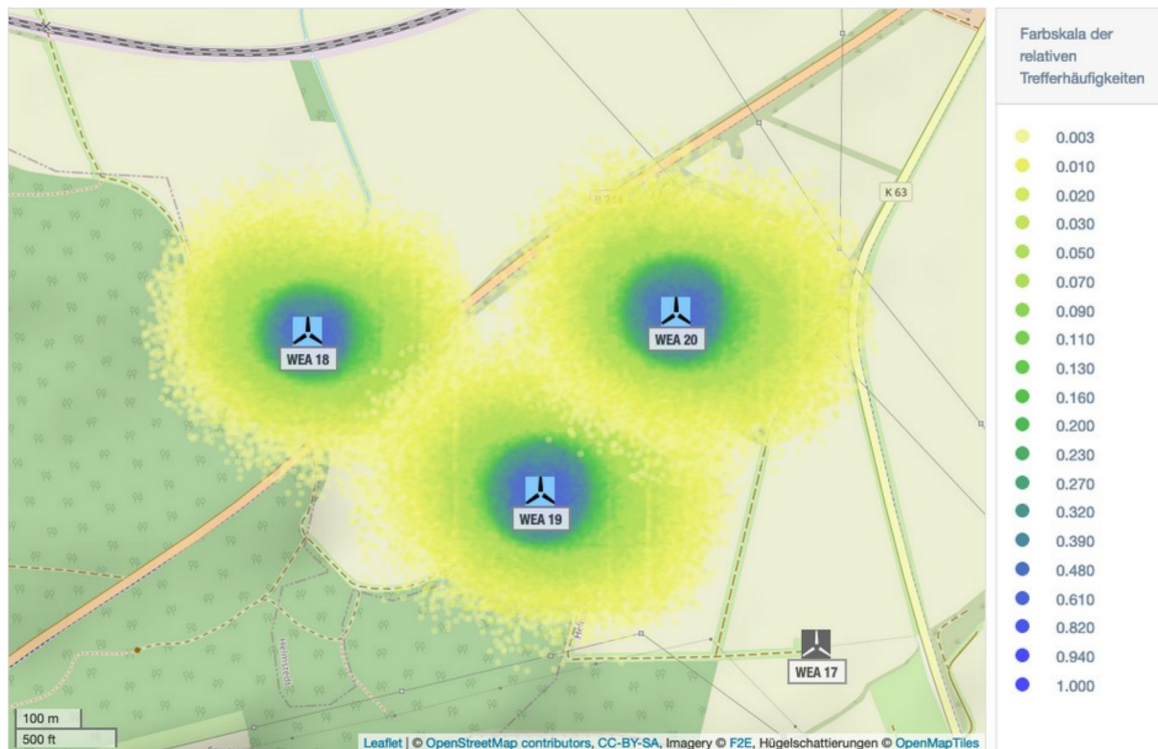 Farbskala der
relativen
Trefferhäufigkeiten
0.003
0.010
0.020
0.030
0.050
0.070
0.090
0.110
0.130
0.160
0.200
0.230
0.270
0.320
0.390
0.480
0.610
0.820
0.940
1.000
K 63
WEA 18
WEA 20
WEA 19
Helmstedt
WEA 17
100 m
500 ft
Leaflet | © OpenStreetMap contributors, CC-BY-SA, Imagery © F2E, Hügelschattierungen © OpenMapTiles